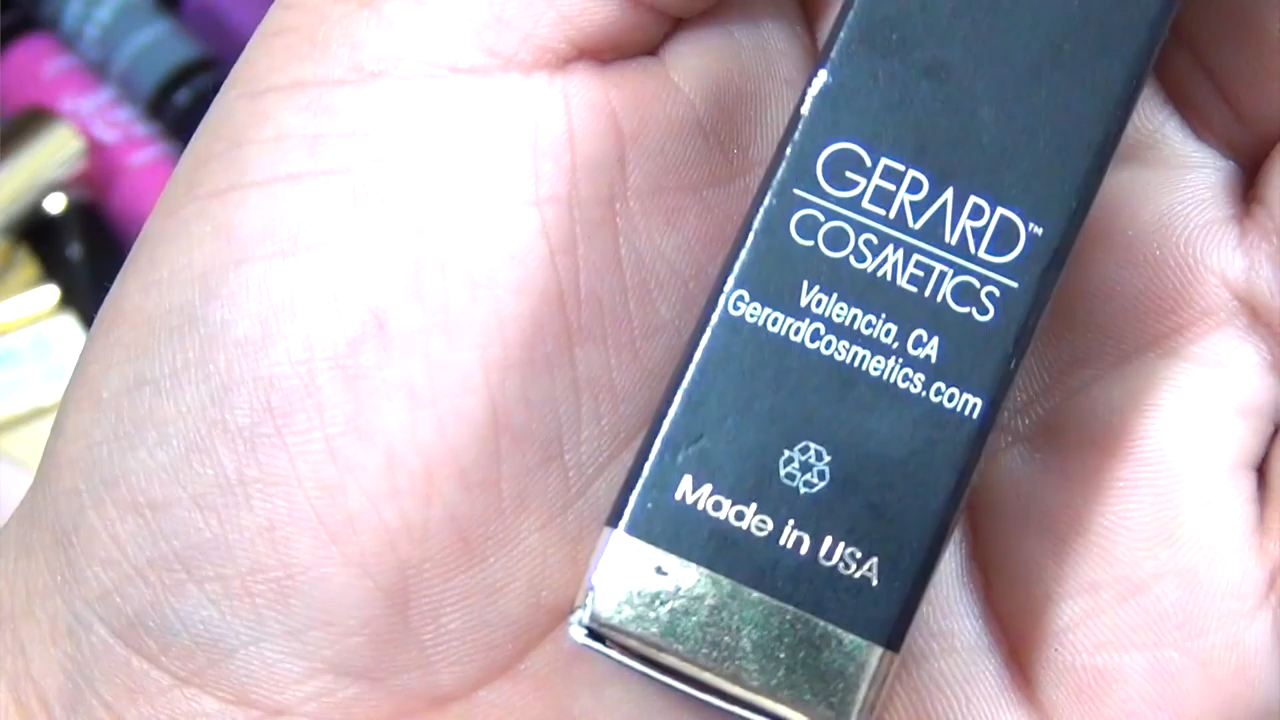 GERARD™
COSMETICS
Valencia, CA
GerardCosmetics.com
Made in USA